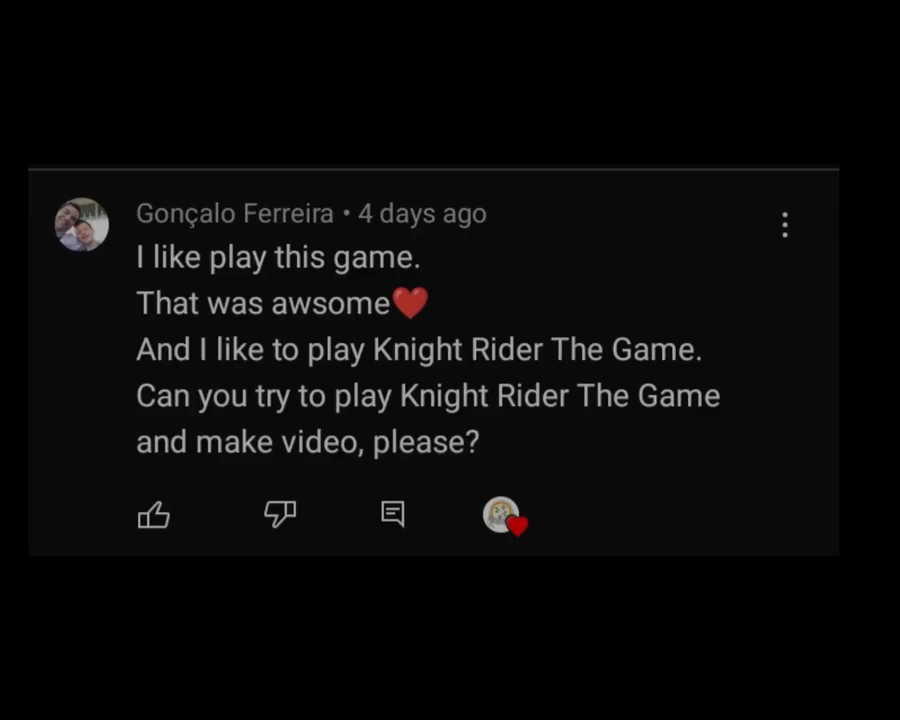 Gonçalo Ferreira • 4 days ago
I like play this game.
That was awsome❤️
And I like to play Knight Rider The Game.
Can you try to play Knight Rider The Game
and make video, please?